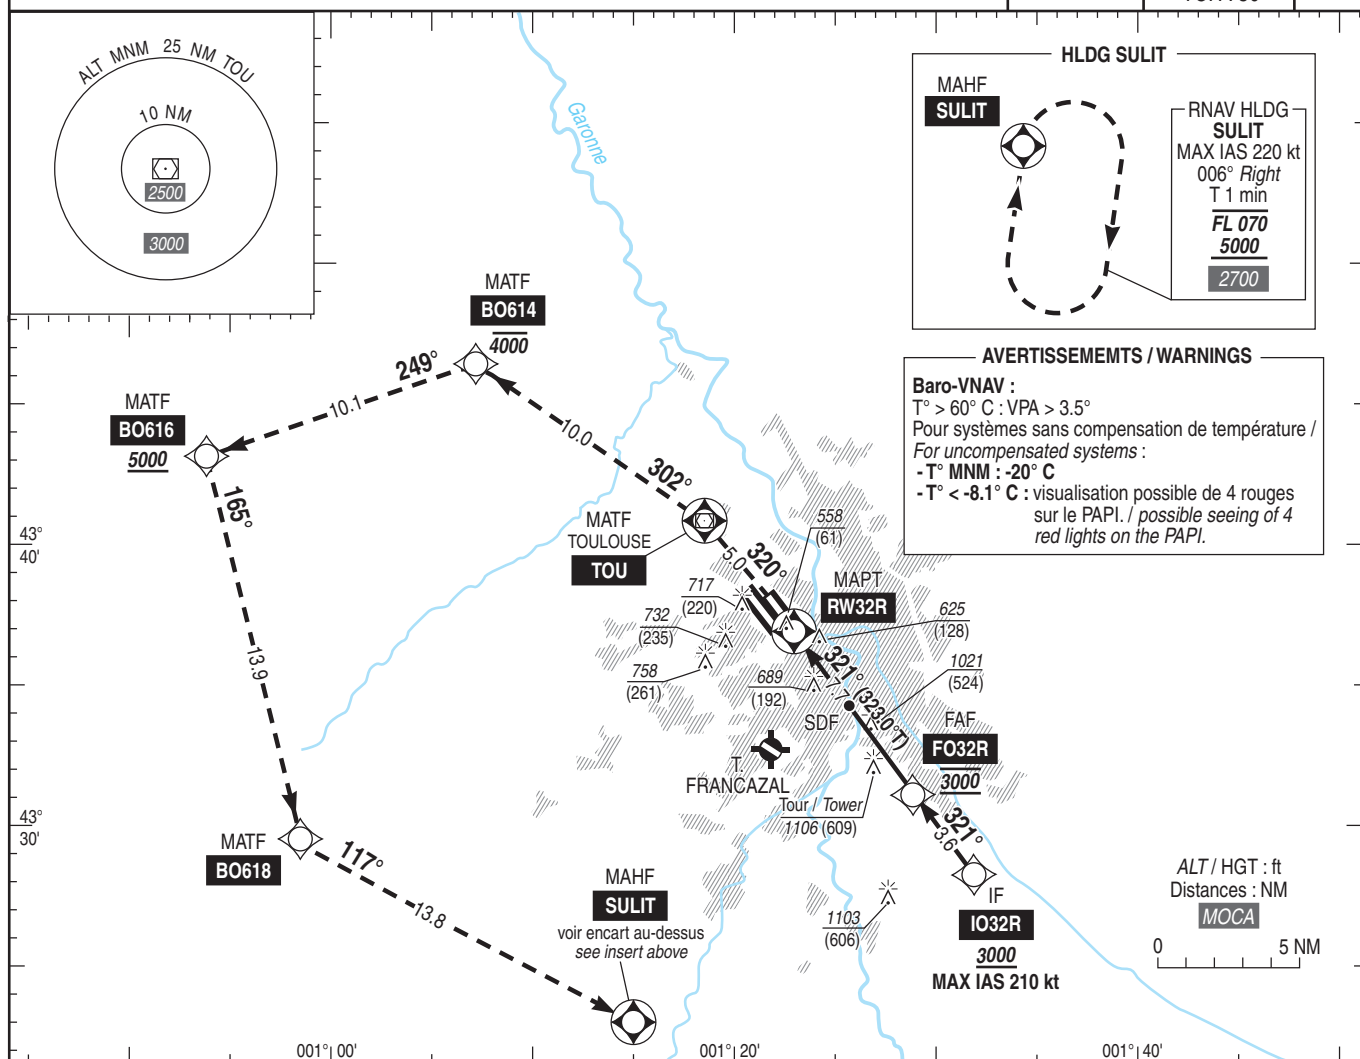 ALT MNM 25 NM TOU
10 NM
2500
3000
Garonne
HLDG SULIT
MAHF
SULIT
RNAV HLDG
SULIT
MAX IAS 220 kt
006° Right
T 1 min
FL 070
5000
2700
AVERTISSEMEMTS / WARNINGS
Baro-VNAV :
T° > 60° C : VPA > 3.5°
Pour systèmes sans compensation de température /
For uncompensated systems :
- T° MNM : -20° C
- T° < -8.1° C : visualisation possible de 4 rouges
sur le PAPI. / possible seeing of 4
red lights on the PAPI.
MATF
BO614
4000
249°
10.1
MATF
BO616
5000
10.0
302°
165°
43°
40'
MATF
TOULOUSE
TOU
558
(61)
320°
5.0
MAPT
RW32R
717
(220)
732
(235)
758
(261)
625
(128)
689
(192)
1021
(524)
321° (323.0°T)
7.7
SDF
FAF
FO32R
3000
13.9
T.
FRANCAZAL
Tour / Tower
1106 (609)
321°
3.6
43°
30'
MATF
BO618
117°
13.8
MAHF
SULIT
voir encart au-dessus
see insert above
1103
(606)
IF
IO32R
3000
MAX IAS 210 kt
ALT / HGT : ft
Distances : NM
MOCA
0 5 NM
001° 00'
001° 20'
001° 40'